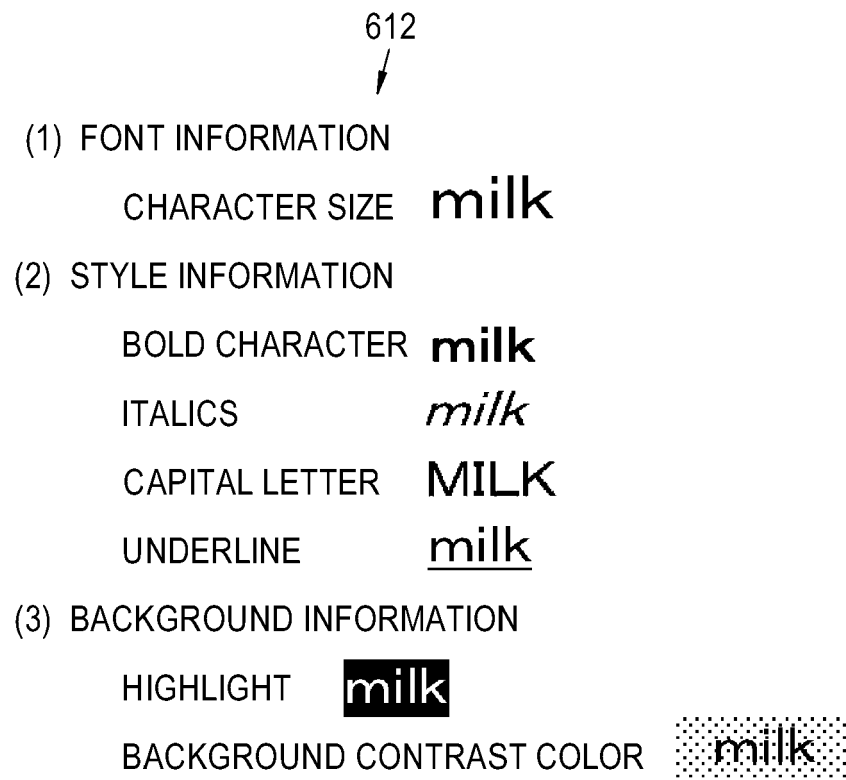 612
(1) FONT INFORMATION
CHARACTER SIZE milk
(2) STYLE INFORMATION
BOLD CHARACTER milk
ITALICS milk
CAPITAL LETTER MILK
UNDERLINE milk
(3) BACKGROUND INFORMATION
HIGHLIGHT milk
BACKGROUND CONTRAST COLOR milk